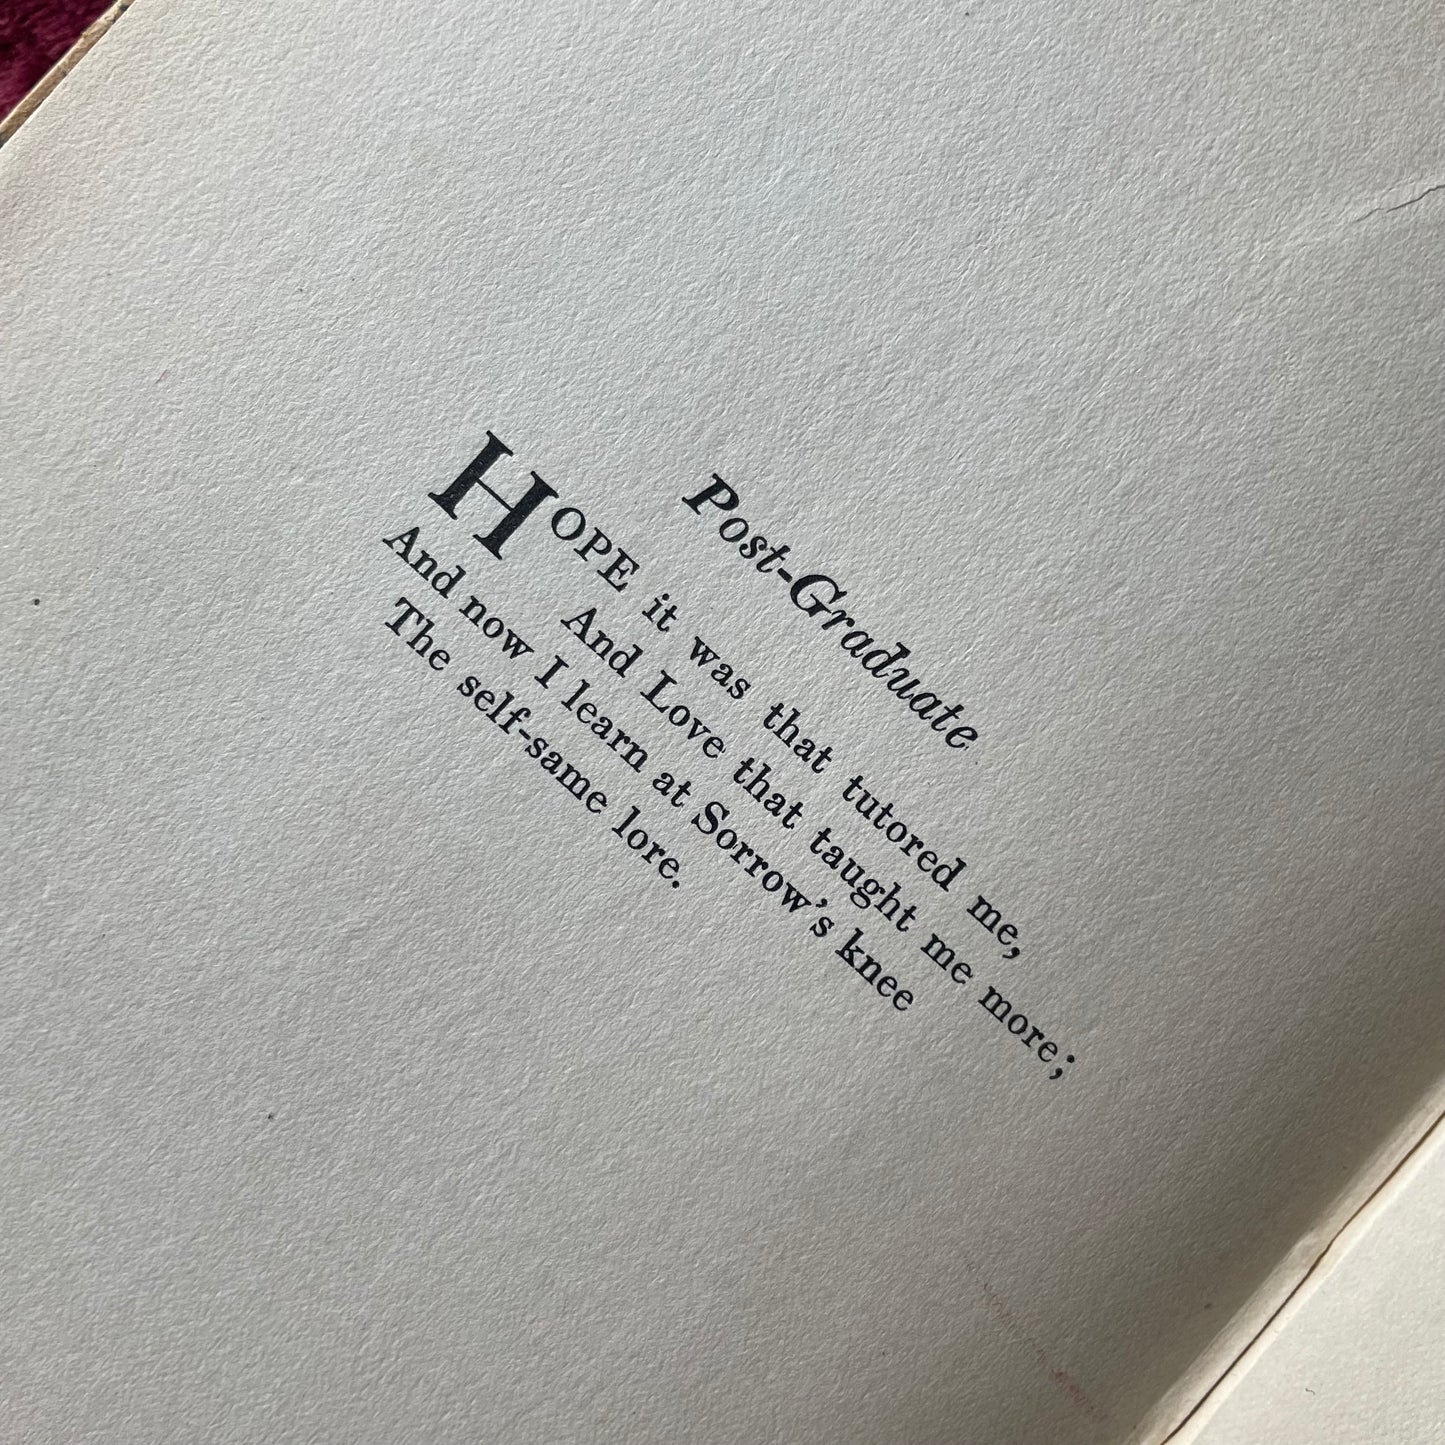 Post-Graduate
HOPE it was that tutored me,
And Love that taught me more;
And now I learn at Sorrow's knee
The self-same lore.